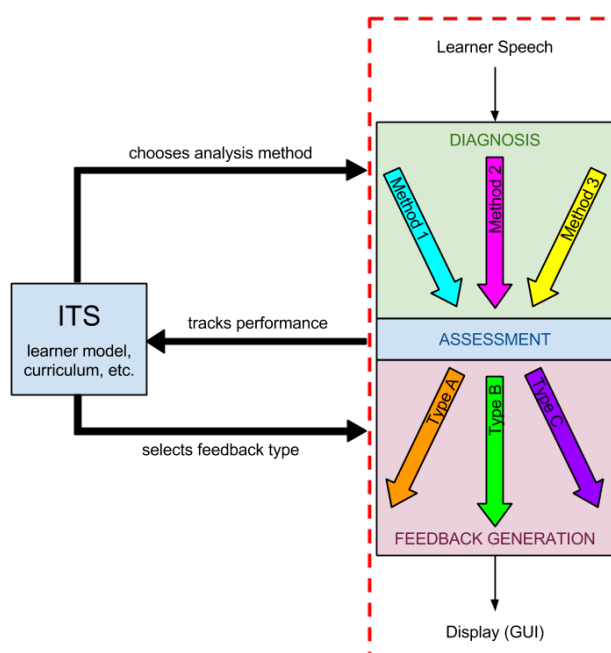 Learner Speech
DIAGNOSIS
chooses analysis method
Method 1
Method 2
Method 3
ITS
learner model,
curriculum, etc.
tracks performance
ASSESSMENT
Type A
Type B
Type C
selects feedback type
FEEDBACK GENERATION
Display (GUI)